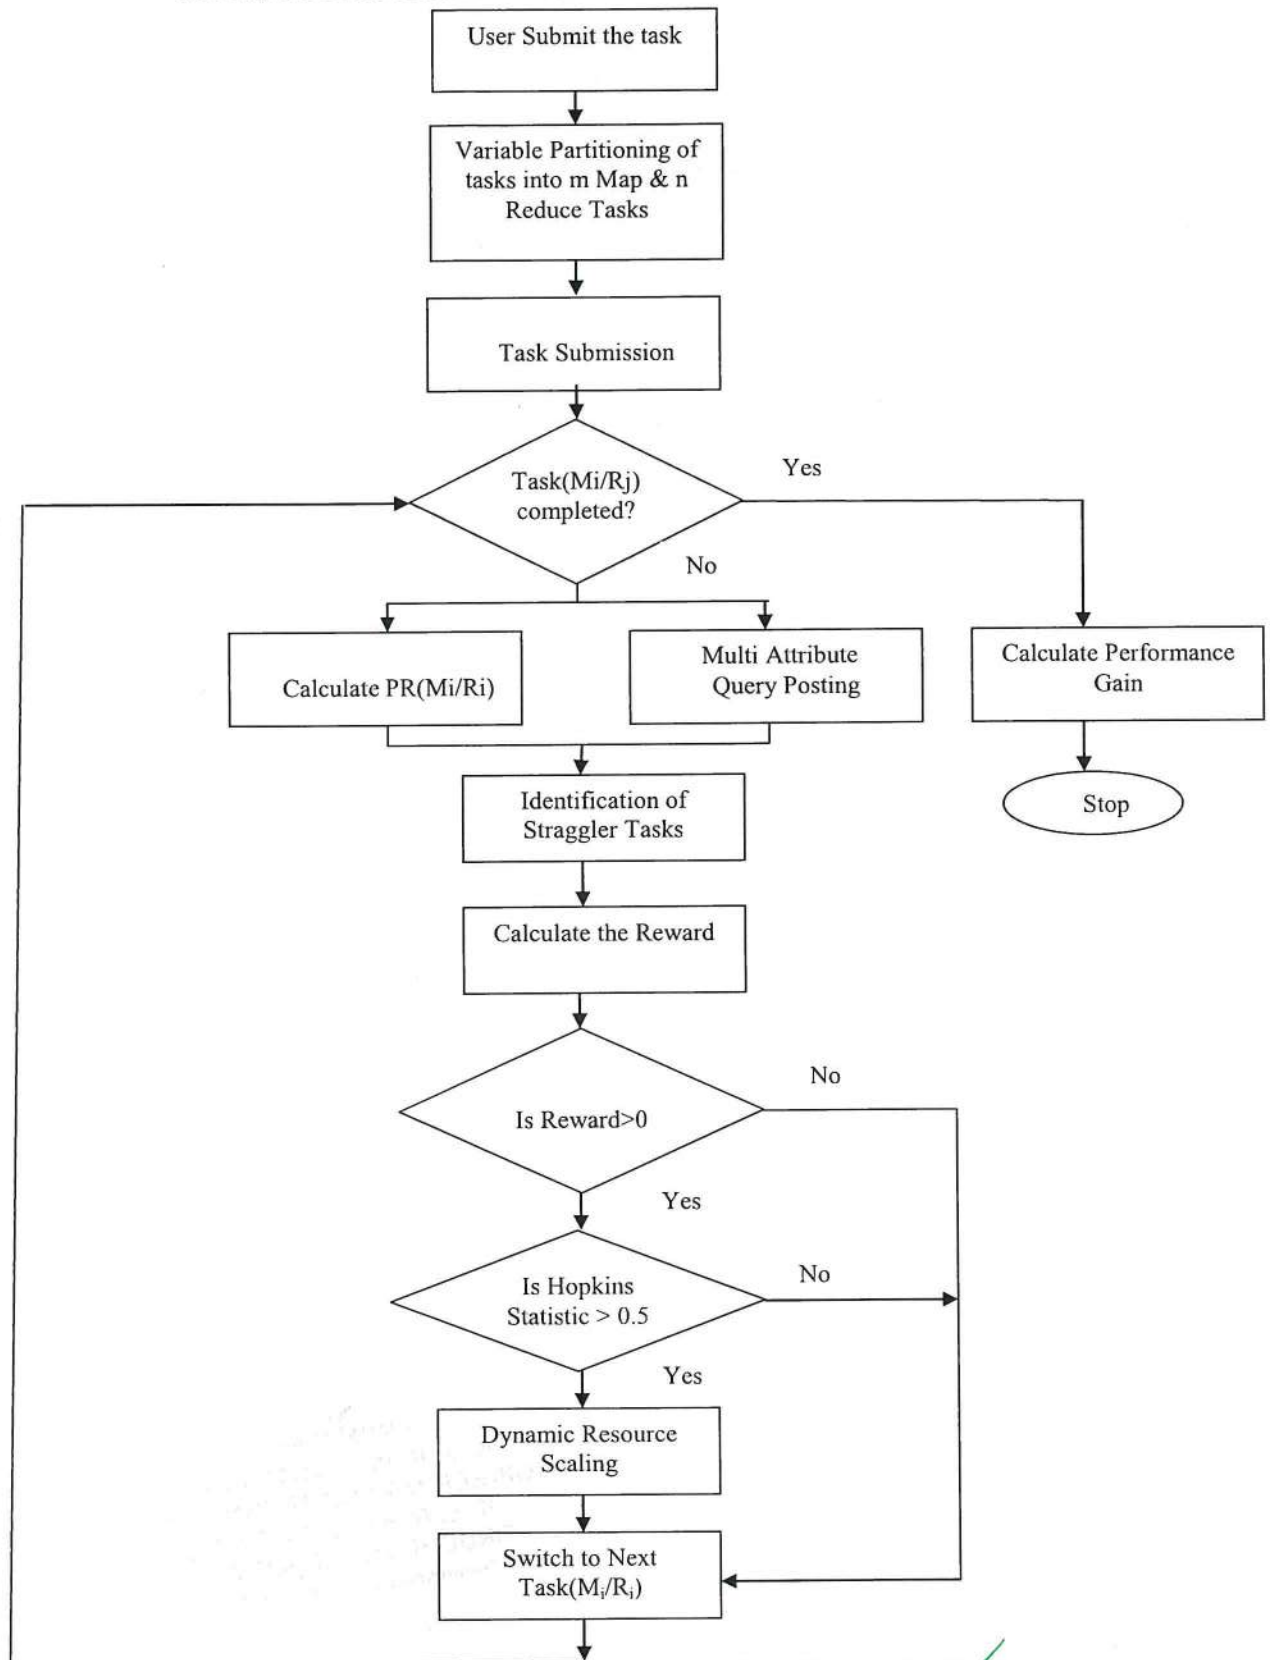 User Submit the task
Variable Partitioning of
tasks into m Map & n
Reduce Tasks
Task Submission
Task(Mi/Rj)
completed?
Yes
No
Calculate PR(Mi/Ri)
Multi Attribute
Query Posting
Calculate Performance
Gain
Identification of
Straggler Tasks
Stop
Calculate the Reward
Is Reward>0
No
Yes
Is Hopkins
Statistic > 0.5
No
Yes
Dynamic Resource
Scaling
Switch to Next
Task(Mᵢ/Rᵢ)